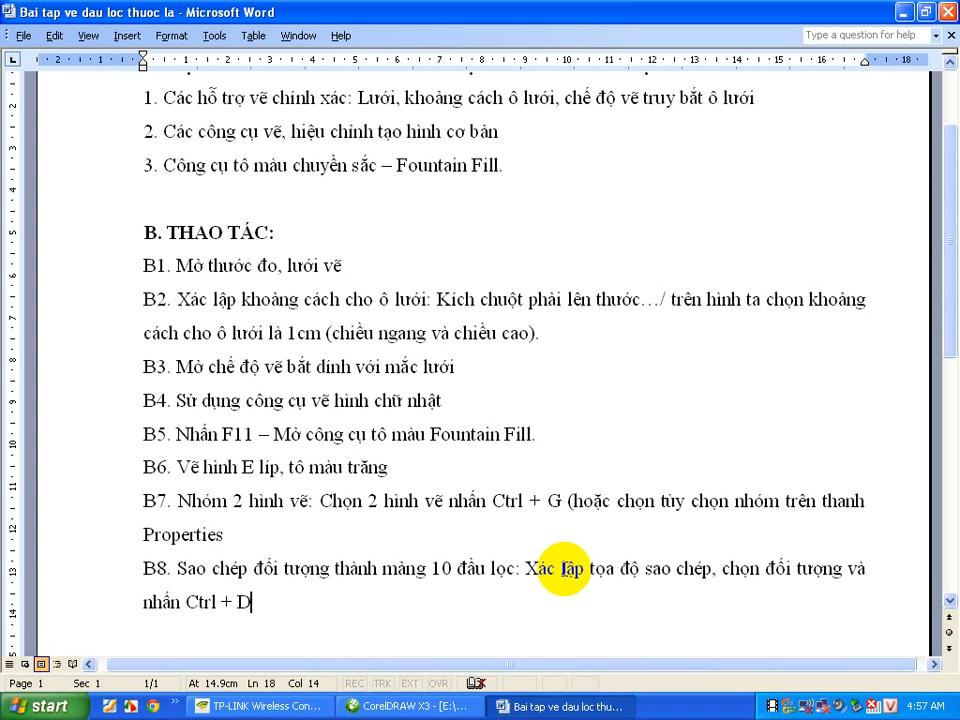 Bai tap ve dau loc thuoc la - Microsoft Word
File Edit View Insert Format Tools Table Window Help
Type a question for help
1. Các hỗ trợ vẽ chính xác: Lưới, khoảng cách ô lưới, chế độ vẽ truy bắt ô lưới
2. Các công cụ vẽ, hiệu chỉnh tạo hình cơ bản
3. Công cụ tô màu chuyển sắc – Fountain Fill.
B. THAO TÁC:
B1. Mở thước đo, lưới vẽ
B2. Xác lập khoảng cách cho ô lưới: Kích chuột phải lên thước…/ trên hình ta chọn khoảng
cách cho ô lưới là 1cm (chiều ngang và chiều cao).
B3. Mở chế độ vẽ bắt dính với mắc lưới
B4. Sử dụng công cụ vẽ hình chữ nhật
B5. Nhấn F11 – Mở công cụ tô màu Fountain Fill.
B6. Vẽ hình E líp, tô màu trăng
B7. Nhóm 2 hình vẽ: Chọn 2 hình vẽ nhấn Ctrl + G (hoặc chọn tùy chọn nhóm trên thanh
Properties
B8. Sao chép đối tượng thành mảng 10 đầu lọc: Xác lập tọa độ sao chép, chọn đối tượng và
nhấn Ctrl + D
Page 1 Sec 1 1/1 At 14.9cm Ln 18 Col 14 REC TRK EXT OVR
start TP-LINK Wireless Con... CorelDRAW X3 - [E:\... Bai tap ve dau loc thu... 4:57 AM